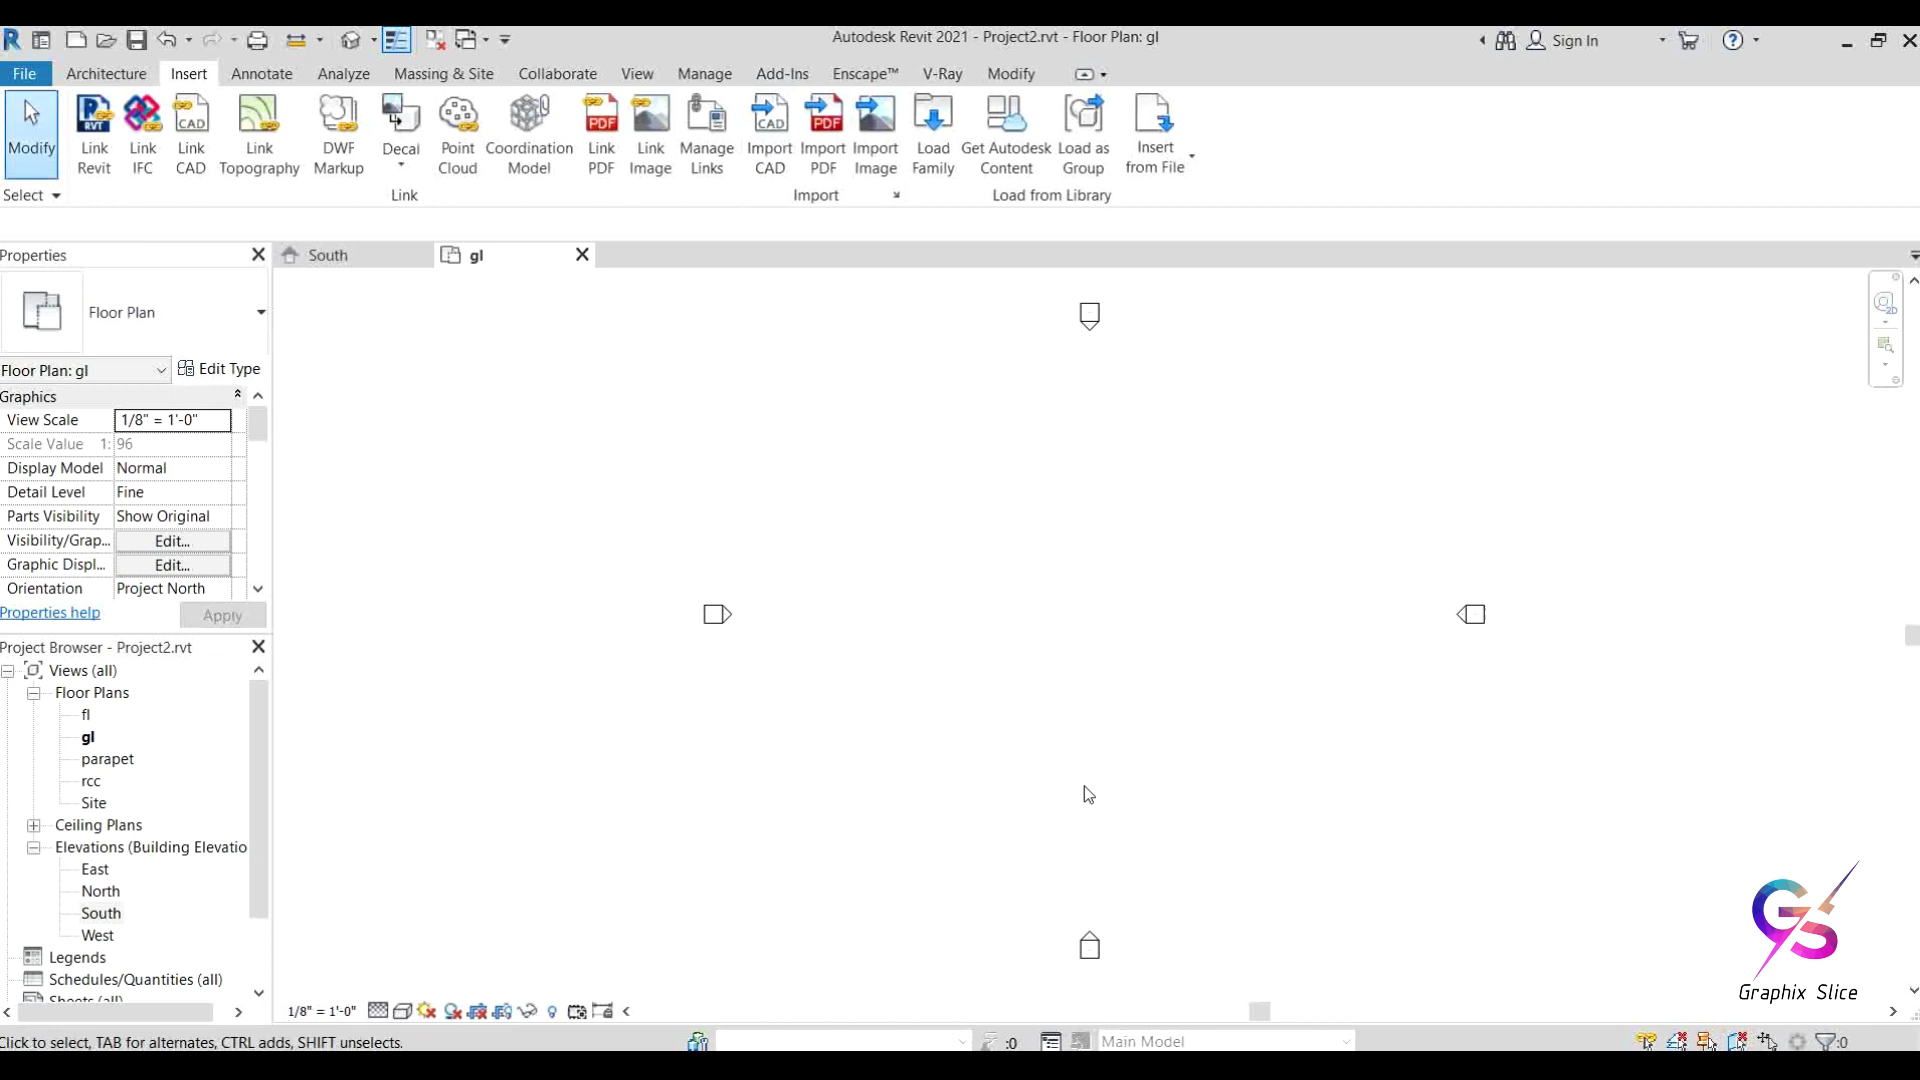 Autodesk Revit 2021 - Project2.rvt - Floor Plan: gl
Sign In
File Architecture Insert Annotate Analyze Massing & Site Collaborate View Manage Add-Ins Enscape™ V-Ray Modify
Modify
Link Revit
Link IFC
Link CAD
Link Topography
DWF Markup
Decal
Point Cloud
Coordination Model
Link PDF
Link Image
Manage Links
Import CAD
Import PDF
Import Image
Load Family
Get Autodesk Content
Load as Group
Insert from File
Select
Link
Import
Load from Library
Properties
South
gl
Floor Plan
Floor Plan: gl
Edit Type
Graphics
View Scale 1/8" = 1'-0"
Scale Value 1: 96
Display Model Normal
Detail Level Fine
Parts Visibility Show Original
Visibility/Grap... Edit...
Graphic Displ... Edit...
Orientation Project North
Properties help
Apply
Project Browser - Project2.rvt
Views (all)
Floor Plans
fl
gl
parapet
rcc
Site
Ceiling Plans
Elevations (Building Elevatio
East
North
South
West
Legends
Schedules/Quantities (all)
Sheets (all)
GS
Graphix Slice
1/8" = 1'-0"
Click to select, TAB for alternates, CTRL adds, SHIFT unselects.
:0
Main Model
:0